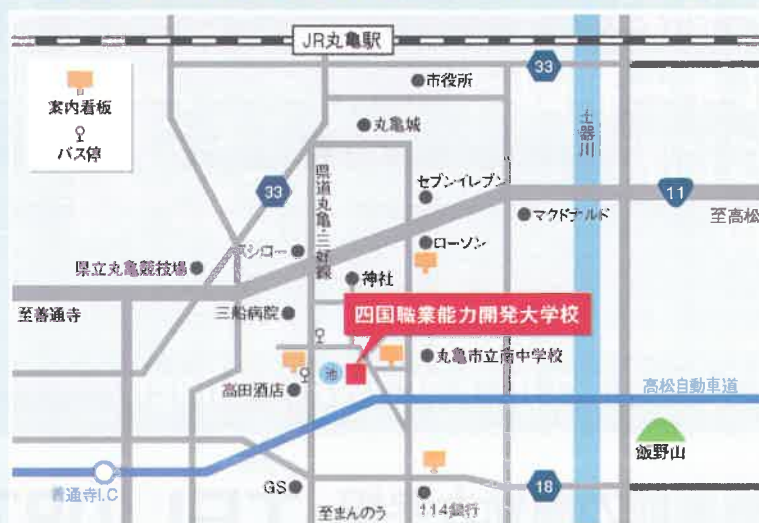 JR丸亀駅
案内看板
バス停
33
市役所
丸亀城
土器川
33
県道丸亀・三好線
セブンイレブン
11
マクドナルド
至高松
スシロー
ローソン
県立丸亀競技場
神社
至善通寺
三船病院
四国職業能力開発大学校
丸亀市立南中学校
池
高田酒店
高松自動車道
飯野山
善通寺I.C
GS
18
至まんのう
114銀行